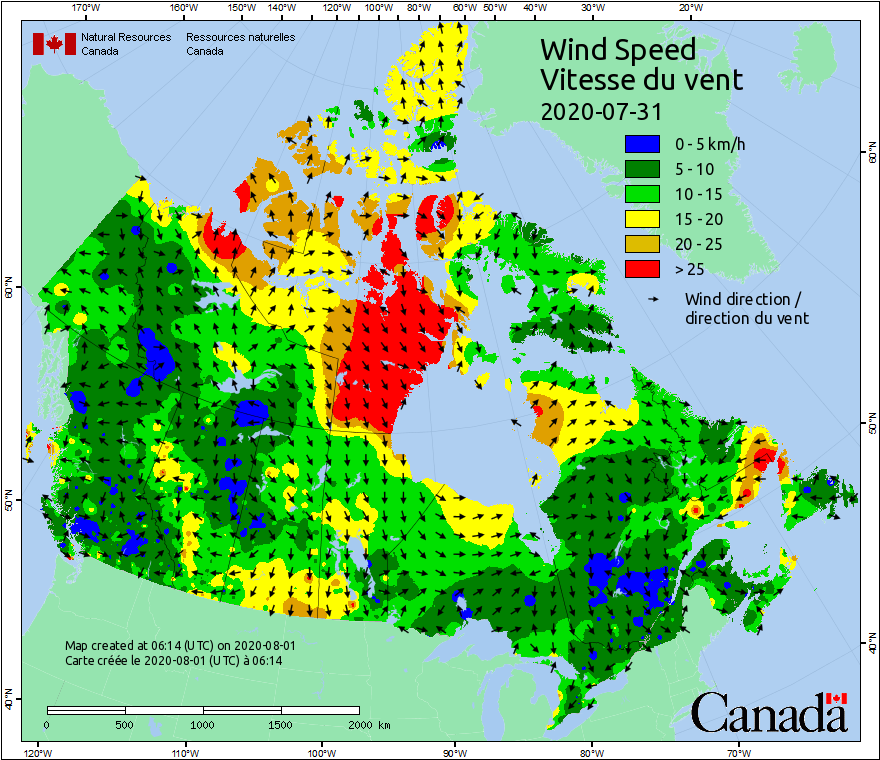 170°W 160°W 150°W 140°W 120°W 110°W 100°W 90°W 80°W 70°W 60°W 50°W 40°W 30°W 20°W
Natural Resources Canada
Ressources naturelles Canada
Wind Speed
Vitesse du vent
2020-07-31
0 - 5 km/h
5 - 10
10 - 15
15 - 20
20 - 25
> 25
Wind direction /
direction du vent
60°N
60°N
50°N
50°N
40°N
40°N
Map created at 06:14 (UTC) on 2020-08-01
Carte créée le 2020-08-01 (UTC) à 06:14
0 500 1000 1500 2000 km
Canada
120°W 110°W 100°W 90°W 80°W 70°W